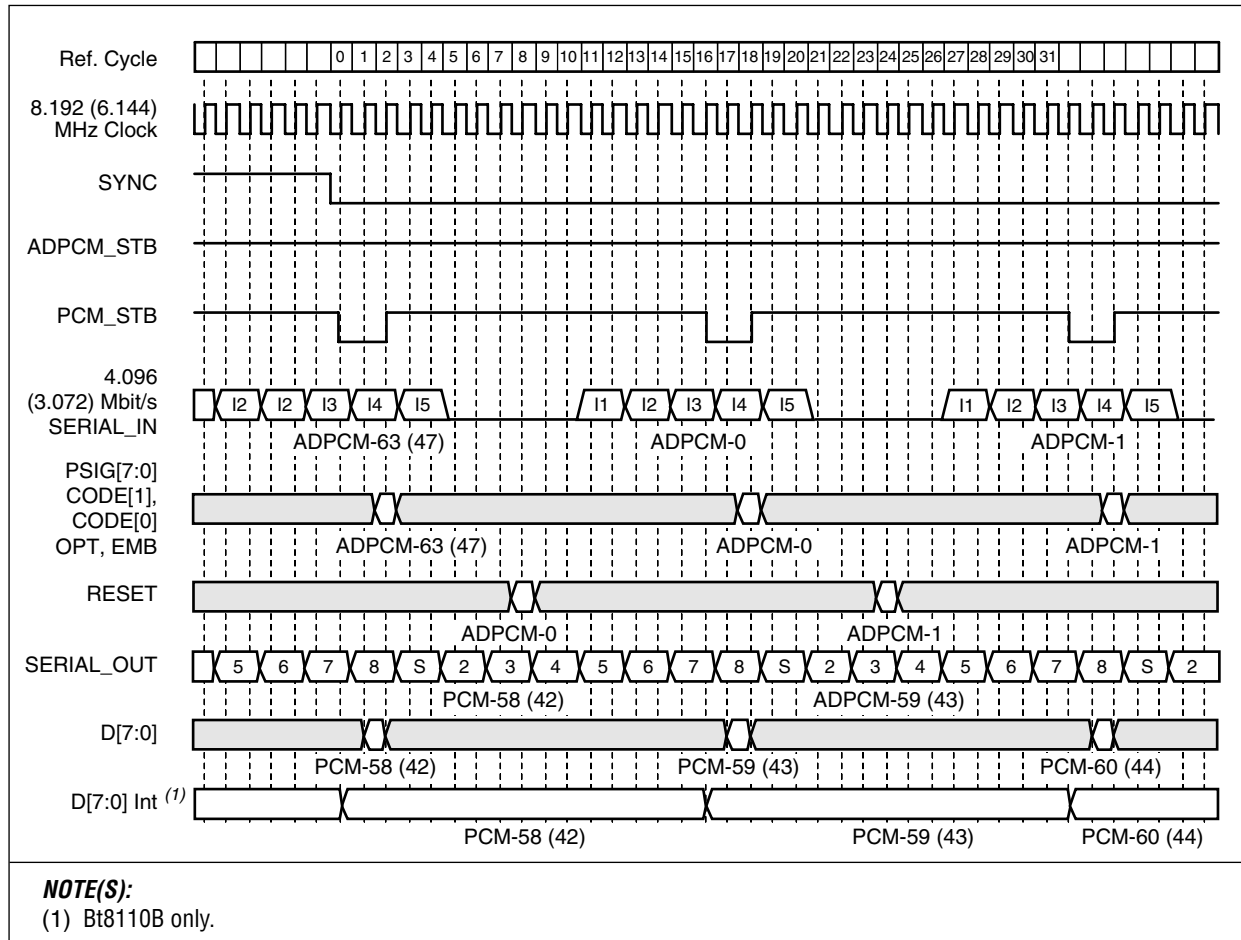 Ref. Cycle 0 1 2 3 4 5 6 7 8 9 10 11 12 13 14 15 16 17 18 19 20 21 22 23 24 25 26 27 28 29 30 31
8.192 (6.144)
MHz Clock
SYNC
ADPCM_STB
PCM_STB
4.096
(3.072) Mbit/s
SERIAL_IN
I2 I2 I3 I4 I5 I1 I2 I3 I4 I5 I1 I2 I3 I4 I5
ADPCM-63 (47) ADPCM-0 ADPCM-1
PSIG[7:0]
CODE[1],
CODE[0]
OPT, EMB
ADPCM-63 (47) ADPCM-0 ADPCM-1
RESET
ADPCM-0 ADPCM-1
SERIAL_OUT 5 6 7 8 S 2 3 4 5 6 7 8 S 2 3 4 5 6 7 8 S 2
PCM-58 (42) ADPCM-59 (43)
D[7:0]
PCM-58 (42) PCM-59 (43) PCM-60 (44)
D[7:0] Int (1)
PCM-58 (42) PCM-59 (43) PCM-60 (44)
NOTE(S):
(1) Bt8110B only.